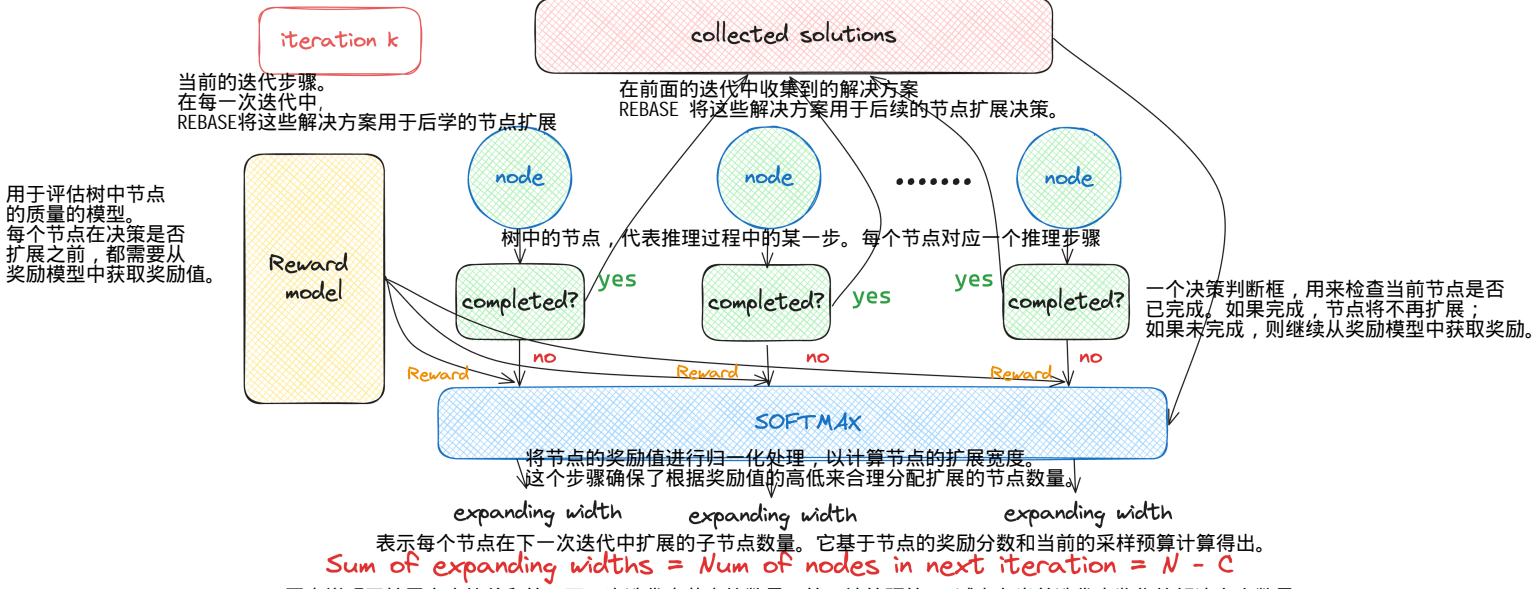 iteration k
collected solutions
当前的迭代步骤。
在每一次迭代中,
REBASE将这些解决方案用于后学的节点扩展
在前面的迭代中收集到的解决方案
REBASE 将这些解决方案用于后续的节点扩展决策。
用于评估树中节点
的质量的模型。
每个节点在决策是否
扩展之前，都需要从
奖励模型中获取奖励值。
Reward
model
node
node
.......
node
树中的节点，代表推理过程中的某一步。每个节点对应一个推理步骤
completed?
yes
completed?
yes
yes
completed?
一个决策判断框，用来检查当前节点是否
已完成。如果完成，节点将不再扩展；
如果未完成，则继续从奖励模型中获取奖励。
no
no
no
Reward
Reward
Reward
SOFTMAX
将节点的奖励值进行归一化处理，以计算节点的扩展宽度。
这个步骤确保了根据奖励值的高低来合理分配扩展的节点数量。
expanding width
expanding width
expanding width
表示每个节点在下一次迭代中扩展的子节点数量。它基于节点的奖励分数和当前的采样预算计算得出。
Sum of expanding widths = Num of nodes in next iteration = N - C